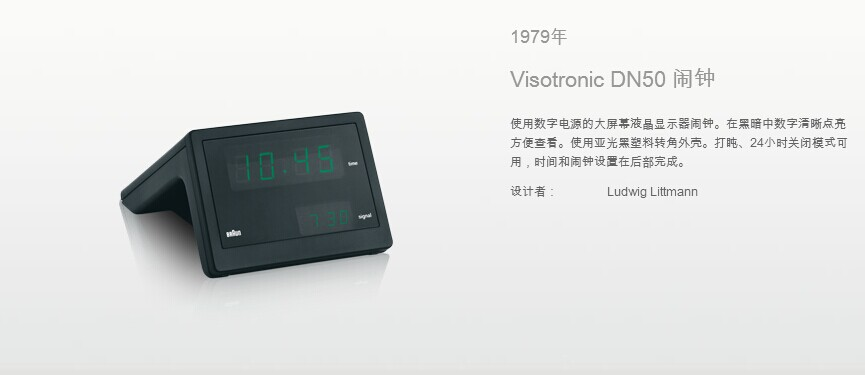 1979年
Visotronic DN50 闹钟
使用数字电源的大屏幕液晶显示器闹钟。在黑暗中数字清晰点亮
方便查看。使用亚光黑塑料转角外壳。打盹、24小时关闭模式可
用，时间和闹钟设置在后部完成。
设计者： Ludwig Littmann
10.45 time
7 30 signal
BRAUN